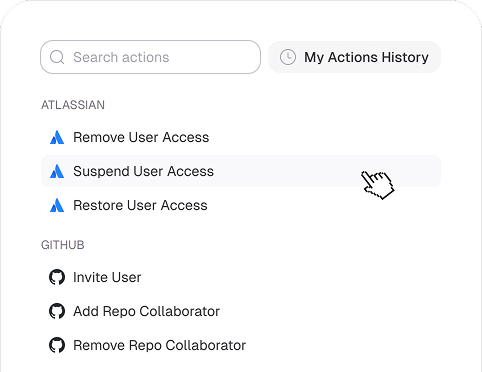 Search actions
My Actions History
ATLASSIAN
Remove User Access
Suspend User Access
Restore User Access
GITHUB
Invite User
Add Repo Collaborator
Remove Repo Collaborator